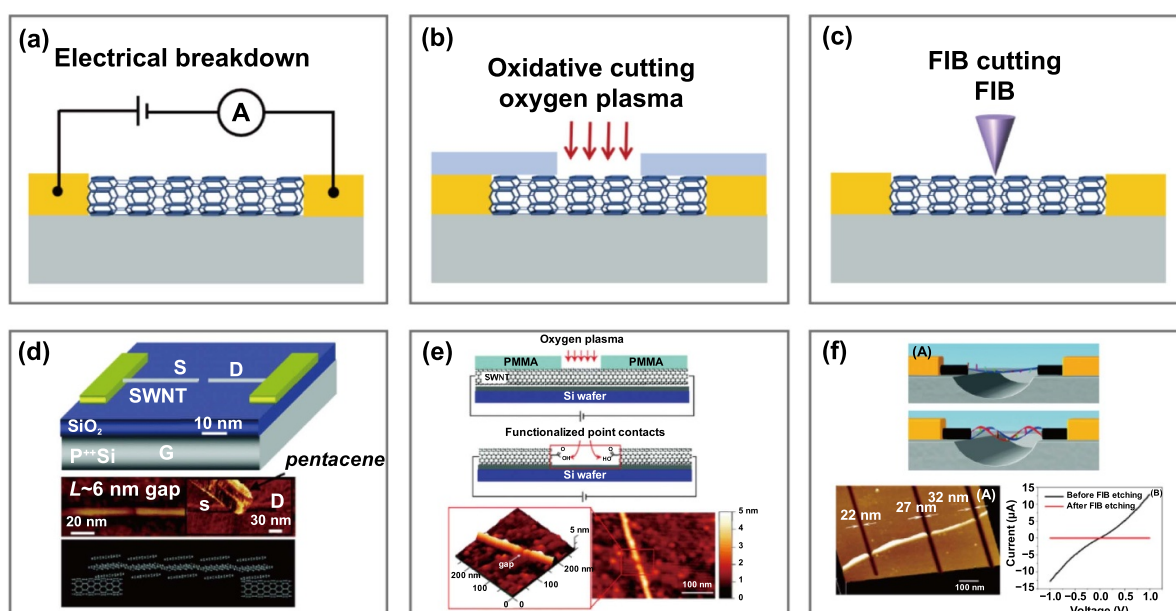 (a)
Electrical breakdown
A
(b)
Oxidative cutting
oxygen plasma
(c)
FIB cutting
FIB
(d)
S
D
SWNT
SiO2
10 nm
P++Si
G
pentacene
L~6 nm gap
s
D
20 nm
30 nm
(e)
Oxygen plasma
PMMA
PMMA
SWNT
Si wafer
Functionalized point contacts
O
OH
O
HO
Si wafer
gap
5 nm
200 nm
200 nm
100
100
0
0
100 nm
5 nm
4
3
2
1
0
(f)
(A)
(A)
22 nm
27 nm
32 nm
100 nm
Before FIB etching
After FIB etching
(B)
Current (μA)
15
10
5
0
−5
−10
15
−1.0
−0.5
0.0
0.5
1.0
Voltage (V)